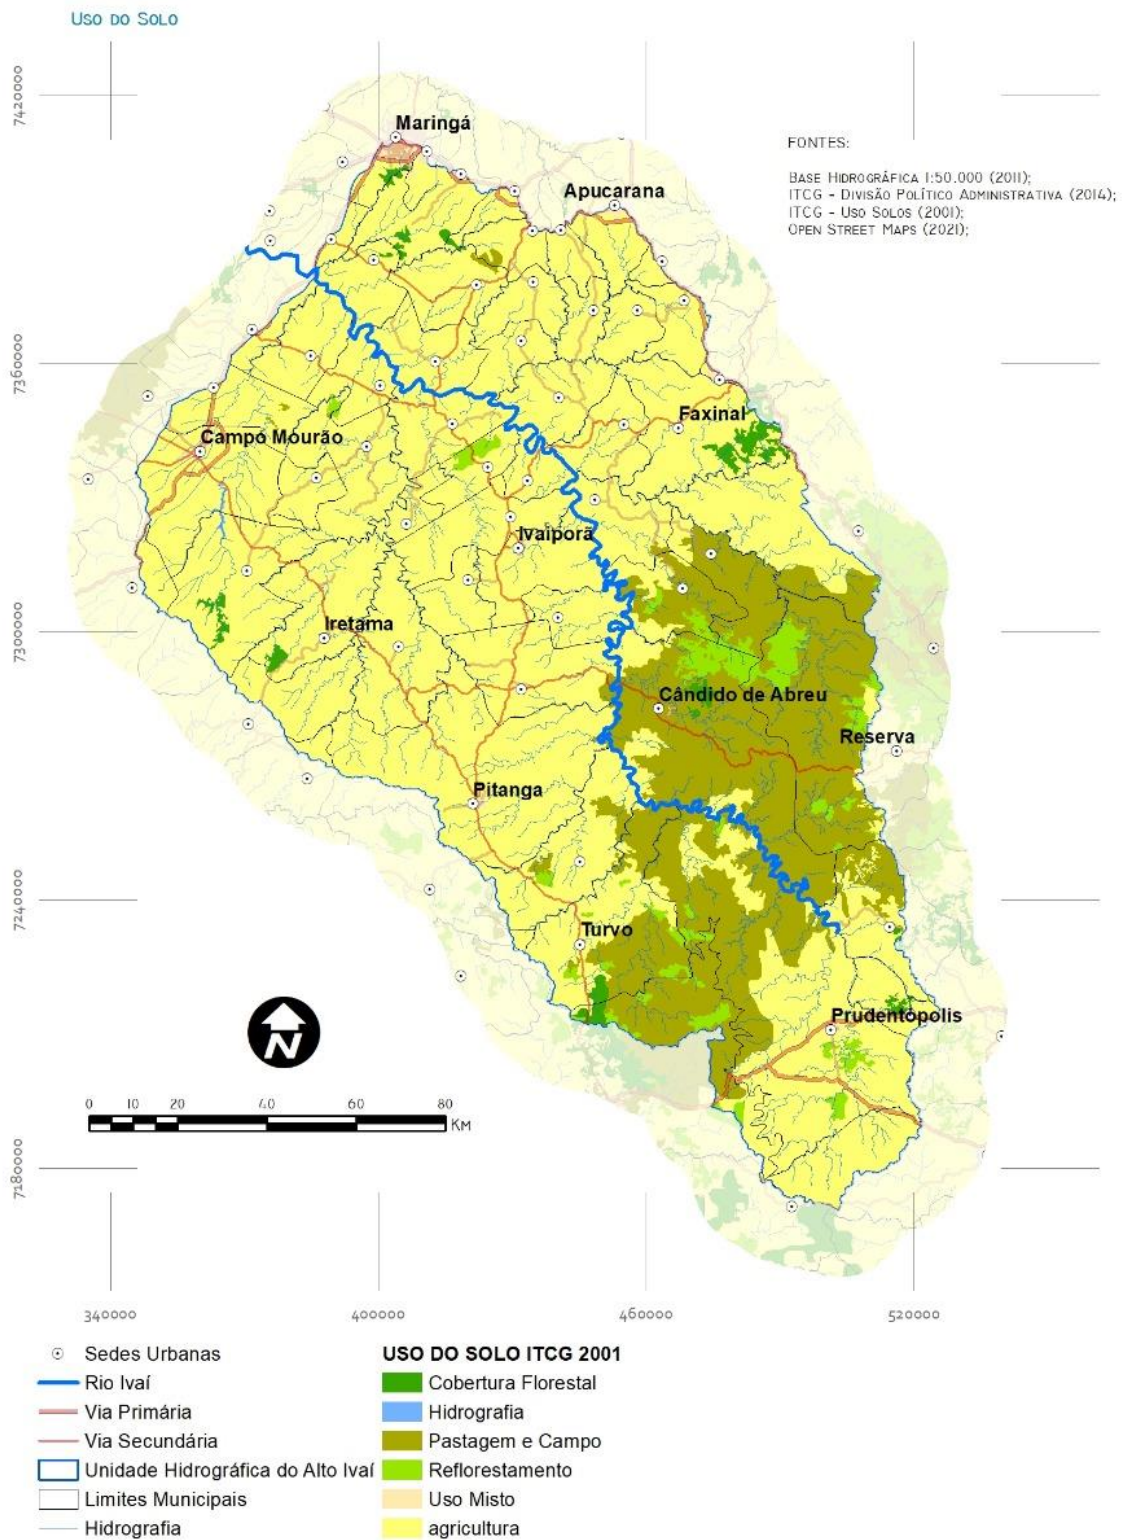 USO DO SOLO
7420000
7360000
7300000
7240000
7180000
Maringá
Apucarana
FONTES:
BASE HIDROGRÁFICA 1:50.000 (2011);
ITCG - DIVISÃO POLÍTICO ADMINISTRATIVA (2014);
ITCG - USO SOLOS (2001);
OPEN STREET MAPS (2021);
Faxinal
Campo Mourão
Ivaiporã
Iretama
Cândido de Abreu
Reserva
Pitanga
Turvo
Prudentópolis
N
0 10 20 40 60 80
KM
340000 400000 460000 520000
Sedes Urbanas
Rio Ivaí
Via Primária
Via Secundária
Unidade Hidrográfica do Alto Ivaí
Limites Municipais
Hidrografia
USO DO SOLO ITCG 2001
Cobertura Florestal
Hidrografia
Pastagem e Campo
Reflorestamento
Uso Misto
agricultura